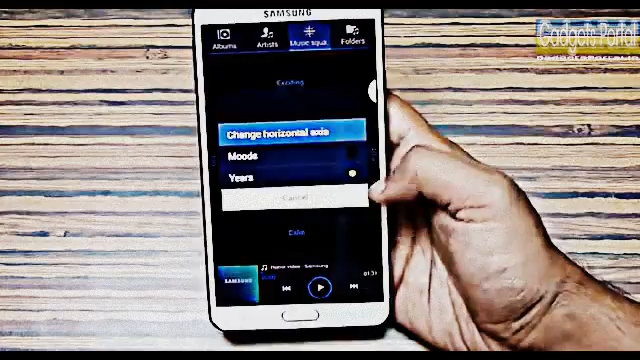 SAMSUNG
Gadgets Portal
Albums
Artists
Music squa
Folders
Exciting
Change horizontal axis
Moods
Years
Cancel
Calm
SAMSUNG